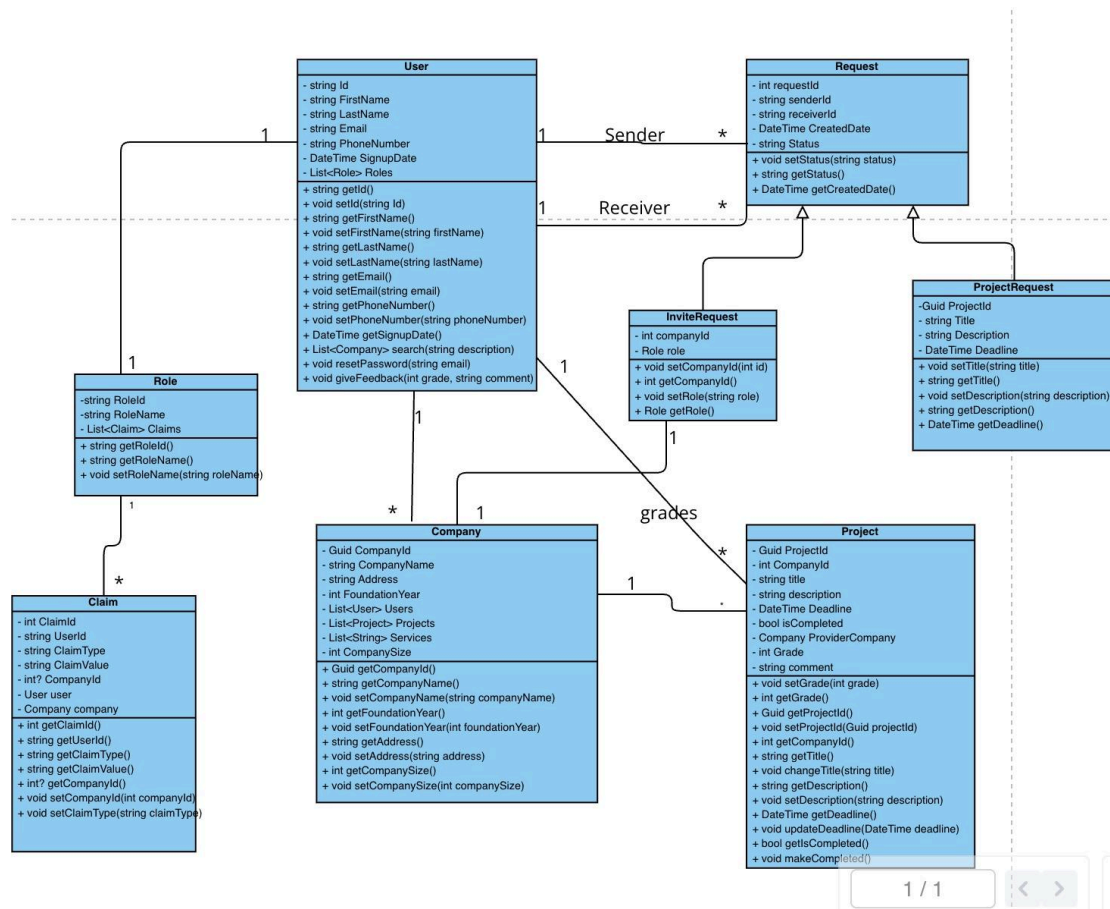 User
- string Id
- string FirstName
- string LastName
- string Email
- string PhoneNumber
- DateTime SignupDate
- List<Role> Roles
+ string getId()
+ void setId(string Id)
+ string getFirstName()
+ void setFirstName(string firstName)
+ string getLastName()
+ void setLastName(string lastName)
+ string getEmail()
+ void setEmail(string email)
+ string getPhoneNumber()
+ void setPhoneNumber(string phoneNumber)
+ DateTime getSignupDate()
+ List<Company> search(string description)
+ void resetPassword(string email)
+ void giveFeedback(int grade, string comment)
1
1
1 Sender *
1 Receiver *
Request
- int requestId
- string senderId
- string receiverId
- DateTime CreatedDate
- string Status
+ void setStatus(string status)
+ string getStatus()
+ DateTime getCreatedDate()
InviteRequest
- int companyId
- Role role
+ void setCompanyId(int id)
+ int getCompanyId()
+ void setRole(string role)
+ Role getRole()
ProjectRequest
-Guid ProjectId
- string Title
- string Description
- DateTime Deadline
+ void setTitle(string title)
+ string getTitle()
+ void setDescription(string description)
+ string getDescription()
+ DateTime getDeadline()
Role
-string RoleId
-string RoleName
- List<Claim> Claims
+ string getRoleId()
+ string getRoleName()
+ void setRoleName(string roleName)
1
*
Claim
- int ClaimId
- string UserId
- string ClaimType
- string ClaimValue
- int? CompanyId
- User user
- Company company
+ int getClaimId()
+ string getUserId()
+ string getClaimType()
+ string getClaimValue()
+ int? getCompanyId()
+ void setCompanyId(int companyId)
+ void setClaimType(string claimType)
1
*
1
1
1
grades
*
Company
- Guid CompanyId
- string CompanyName
- string Address
- int FoundationYear
- List<User> Users
- List<Project> Projects
- List<String> Services
- int CompanySize
+ Guid getCompanyId()
+ string getCompanyName()
+ void setCompanyName(string companyName)
+ int getFoundationYear()
+ void setFoundationYear(int foundationYear)
+ string getAddress()
+ void setAddress(string address)
+ int getCompanySize()
+ void setCompanySize(int companySize)
1
*
Project
- Guid ProjectId
- int CompanyId
- string title
- string description
- DateTime Deadline
- bool isCompleted
- Company ProviderCompany
- int Grade
- string comment
+ void setGrade(int grade)
+ int getGrade()
+ Guid getProjectId()
+ void setProjectId(Guid projectId)
+ int getCompanyId()
+ string getTitle()
+ void changeTitle(string title)
+ string getDescription()
+ void setDescription(string description)
+ DateTime getDeadline()
+ void updateDeadline(DateTime deadline)
+ bool getIsCompleted()
+ void makeCompleted()
1 / 1